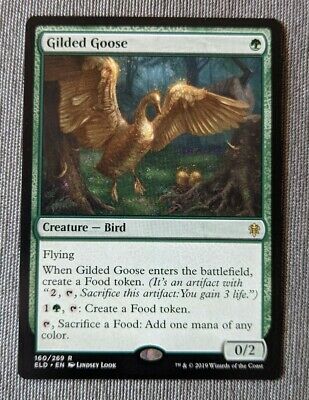 Gilded Goose
Creature — Bird
Flying
When Gilded Goose enters the battlefield,
create a Food token. (It's an artifact with
"2, T, Sacrifice this artifact:You gain 3 life.")
1 G, T: Create a Food token.
T, Sacrifice a Food: Add one mana of any
color.
0/2
160/269 R
ELD • EN Lindsey Look
™ & © 2019 Wizards of the Coast